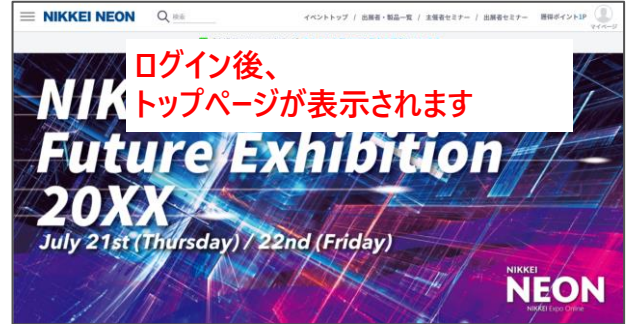 NIKKEI NEON
検索
イベントトップ / 出展者・製品一覧 / 主催者セミナー / 出展者セミナー 獲得ポイント1P
マイページ
ログイン後、
トップページが表示されます
NIK
Future Exhibition
20XX
July 21st (Thursday) / 22nd (Friday)
NIKKEI
NEON
NIKKEI Expo Online